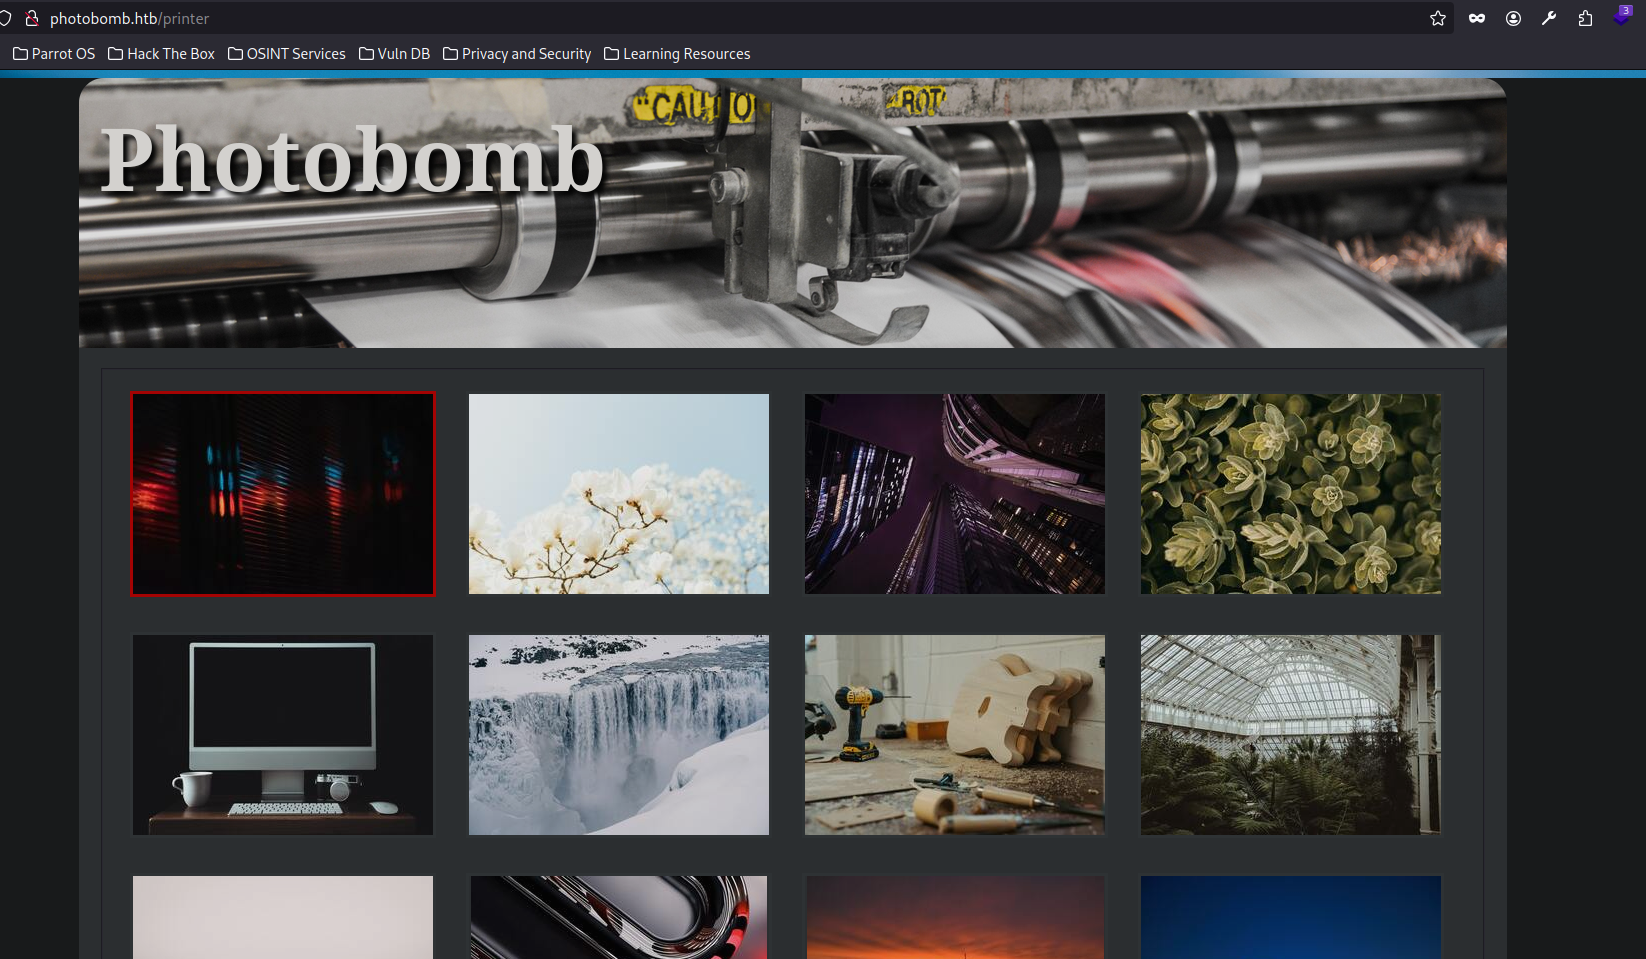 photobomb.htb/printer
3
Parrot OS Hack The Box OSINT Services Vuln DB Privacy and Security Learning Resources
"CAUTIO
ROT
Photobomb